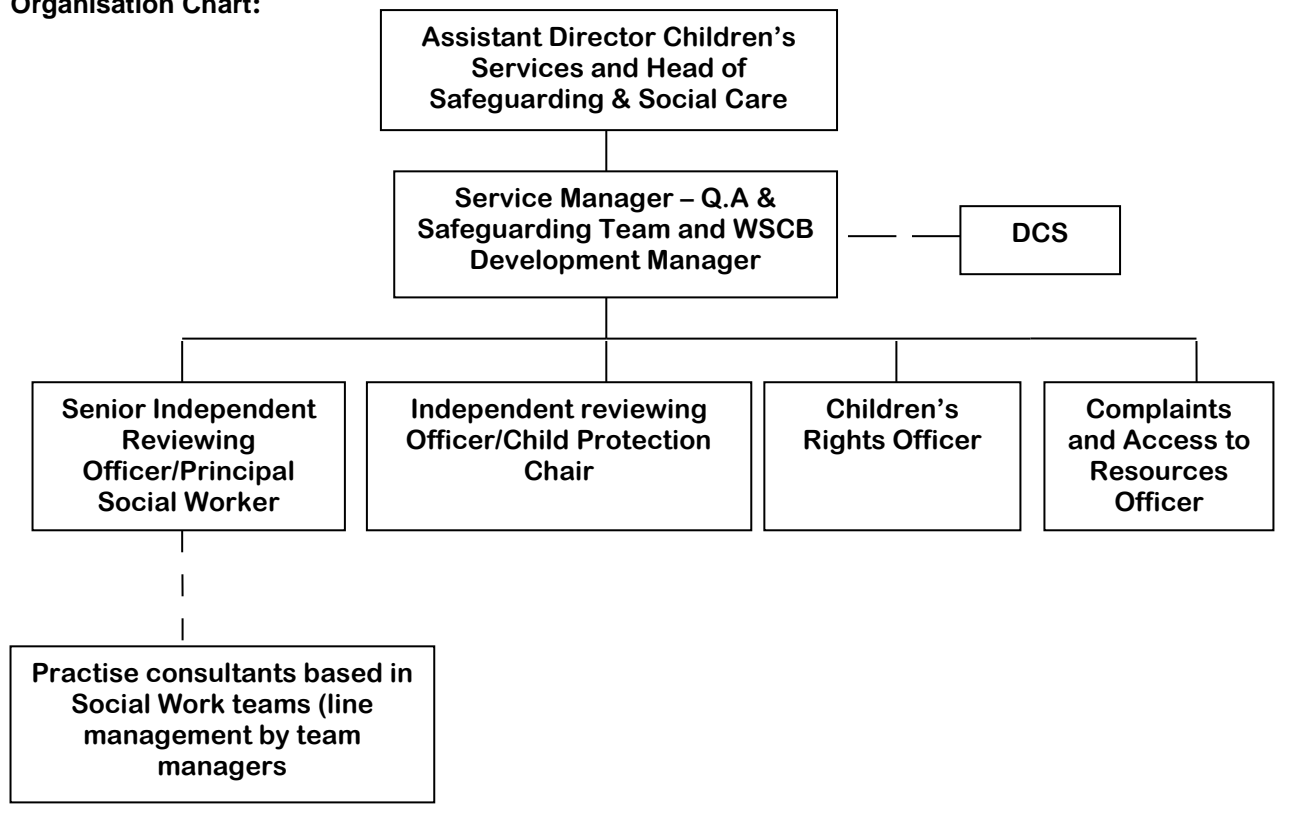 Organisation Chart:
Assistant Director Children's
Services and Head of
Safeguarding & Social Care
Service Manager – Q.A &
Safeguarding Team and WSCB
Development Manager
DCS
Senior Independent
Reviewing
Officer/Principal
Social Worker
Independent reviewing
Officer/Child Protection
Chair
Children's
Rights Officer
Complaints
and Access to
Resources
Officer
Practise consultants based in
Social Work teams (line
management by team
managers